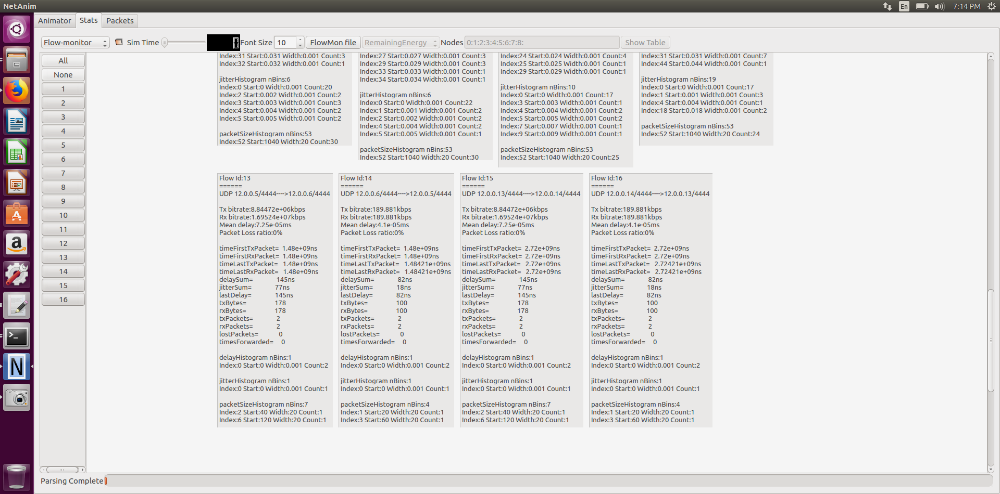 NetAnim
En
7:14 PM
Animator
Stats
Packets
Flow-monitor
Sim Time
0
Font Size
10
FlowMon file
RemainingEnergy
Nodes
0:1:2:3:4:5:6:7:8:
Show Table
All
None
1
2
3
4
5
6
7
8
9
10
11
12
13
14
15
16
Index:31 Start:0.031 Width:0.001 Count:3
Index:32 Start:0.032 Width:0.001 Count:1
jitterHistogram nBins:6
Index:0 Start:0 Width:0.001 Count:20
Index:2 Start:0.002 Width:0.001 Count:2
Index:3 Start:0.003 Width:0.001 Count:3
Index:4 Start:0.004 Width:0.001 Count:2
Index:5 Start:0.005 Width:0.001 Count:2
packetSizeHistogram nBins:53
Index:52 Start:1040 Width:20 Count:30
Index:27 Start:0.027 Width:0.001 Count:3
Index:29 Start:0.029 Width:0.001 Count:3
Index:33 Start:0.033 Width:0.001 Count:1
Index:34 Start:0.034 Width:0.001 Count:1
jitterHistogram nBins:6
Index:0 Start:0 Width:0.001 Count:22
Index:1 Start:0.001 Width:0.001 Count:2
Index:2 Start:0.002 Width:0.001 Count:2
Index:4 Start:0.004 Width:0.001 Count:2
Index:5 Start:0.005 Width:0.001 Count:1
packetSizeHistogram nBins:53
Index:52 Start:1040 Width:20 Count:30
Index:24 Start:0.024 Width:0.001 Count:4
Index:25 Start:0.025 Width:0.001 Count:1
Index:29 Start:0.029 Width:0.001 Count:1
jitterHistogram nBins:10
Index:0 Start:0 Width:0.001 Count:17
Index:3 Start:0.003 Width:0.001 Count:1
Index:4 Start:0.004 Width:0.001 Count:2
Index:5 Start:0.005 Width:0.001 Count:2
Index:7 Start:0.007 Width:0.001 Count:1
Index:9 Start:0.009 Width:0.001 Count:1
packetSizeHistogram nBins:53
Index:52 Start:1040 Width:20 Count:25
Index:31 Start:0.031 Width:0.001 Count:7
Index:44 Start:0.044 Width:0.001 Count:1
jitterHistogram nBins:19
Index:0 Start:0 Width:0.001 Count:17
Index:1 Start:0.001 Width:0.001 Count:3
Index:4 Start:0.004 Width:0.001 Count:1
Index:18 Start:0.018 Width:0.001 Count:2
packetSizeHistogram nBins:53
Index:52 Start:1040 Width:20 Count:24
Flow Id:13
======
UDP 12.0.0.5/4444---->12.0.0.6/4444
Tx bitrate:8.84472e+06kbps
Rx bitrate:1.69524e+07kbps
Mean delay:7.25e-05ms
Packet Loss ratio:0%
timeFirstTxPacket= 1.48e+09ns
timeFirstRxPacket= 1.48e+09ns
timeLastTxPacket= 1.48e+09ns
timeLastRxPacket= 1.48e+09ns
delaySum= 145ns
jitterSum= 77ns
lastDelay= 145ns
txBytes= 178
rxBytes= 178
txPackets= 2
rxPackets= 2
lostPackets= 0
timesForwarded= 0
delayHistogram nBins:1
Index:0 Start:0 Width:0.001 Count:2
jitterHistogram nBins:1
Index:0 Start:0 Width:0.001 Count:1
packetSizeHistogram nBins:7
Index:2 Start:40 Width:20 Count:1
Index:6 Start:120 Width:20 Count:1
Flow Id:14
======
UDP 12.0.0.6/4444---->12.0.0.5/4444
Tx bitrate:189.881kbps
Rx bitrate:189.881kbps
Mean delay:4.1e-05ms
Packet Loss ratio:0%
timeFirstTxPacket= 1.48e+09ns
timeFirstRxPacket= 1.48e+09ns
timeLastTxPacket= 1.48421e+09ns
timeLastRxPacket= 1.48421e+09ns
delaySum= 82ns
jitterSum= 18ns
lastDelay= 82ns
txBytes= 100
rxBytes= 100
txPackets= 2
rxPackets= 2
lostPackets= 0
timesForwarded= 0
delayHistogram nBins:1
Index:0 Start:0 Width:0.001 Count:2
jitterHistogram nBins:1
Index:0 Start:0 Width:0.001 Count:1
packetSizeHistogram nBins:4
Index:1 Start:20 Width:20 Count:1
Index:3 Start:60 Width:20 Count:1
Flow Id:15
======
UDP 12.0.0.13/4444---->12.0.0.14/4444
Tx bitrate:8.84472e+06kbps
Rx bitrate:1.69524e+07kbps
Mean delay:7.25e-05ms
Packet Loss ratio:0%
timeFirstTxPacket= 2.72e+09ns
timeFirstRxPacket= 2.72e+09ns
timeLastTxPacket= 2.72e+09ns
timeLastRxPacket= 2.72e+09ns
delaySum= 145ns
jitterSum= 77ns
lastDelay= 145ns
txBytes= 178
rxBytes= 178
txPackets= 2
rxPackets= 2
lostPackets= 0
timesForwarded= 0
delayHistogram nBins:1
Index:0 Start:0 Width:0.001 Count:2
jitterHistogram nBins:1
Index:0 Start:0 Width:0.001 Count:1
packetSizeHistogram nBins:7
Index:2 Start:40 Width:20 Count:1
Index:6 Start:120 Width:20 Count:1
Flow Id:16
======
UDP 12.0.0.14/4444---->12.0.0.13/4444
Tx bitrate:189.881kbps
Rx bitrate:189.881kbps
Mean delay:4.1e-05ms
Packet Loss ratio:0%
timeFirstTxPacket= 2.72e+09ns
timeFirstRxPacket= 2.72e+09ns
timeLastTxPacket= 2.72421e+09ns
timeLastRxPacket= 2.72421e+09ns
delaySum= 82ns
jitterSum= 18ns
lastDelay= 82ns
txBytes= 100
rxBytes= 100
txPackets= 2
rxPackets= 2
lostPackets= 0
timesForwarded= 0
delayHistogram nBins:1
Index:0 Start:0 Width:0.001 Count:2
jitterHistogram nBins:1
Index:0 Start:0 Width:0.001 Count:1
packetSizeHistogram nBins:4
Index:1 Start:20 Width:20 Count:1
Index:3 Start:60 Width:20 Count:1
Parsing Complete